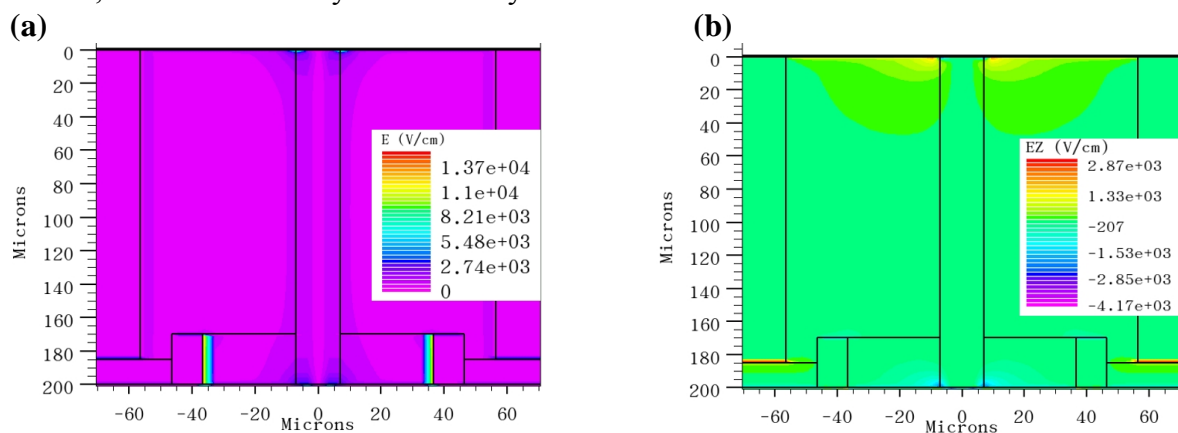 (a)
(b)
0
20
40
60
80
100
120
140
160
180
200
Microns
E (V/cm)
1.37e+04
1.1e+04
8.21e+03
5.48e+03
2.74e+03
0
-60
-40
-20
0
20
40
60
Microns
0
20
40
60
80
100
120
140
160
180
200
Microns
EZ (V/cm)
2.87e+03
1.33e+03
-207
-1.53e+03
-2.85e+03
-4.17e+03
-60
-40
-20
0
20
40
60
Microns